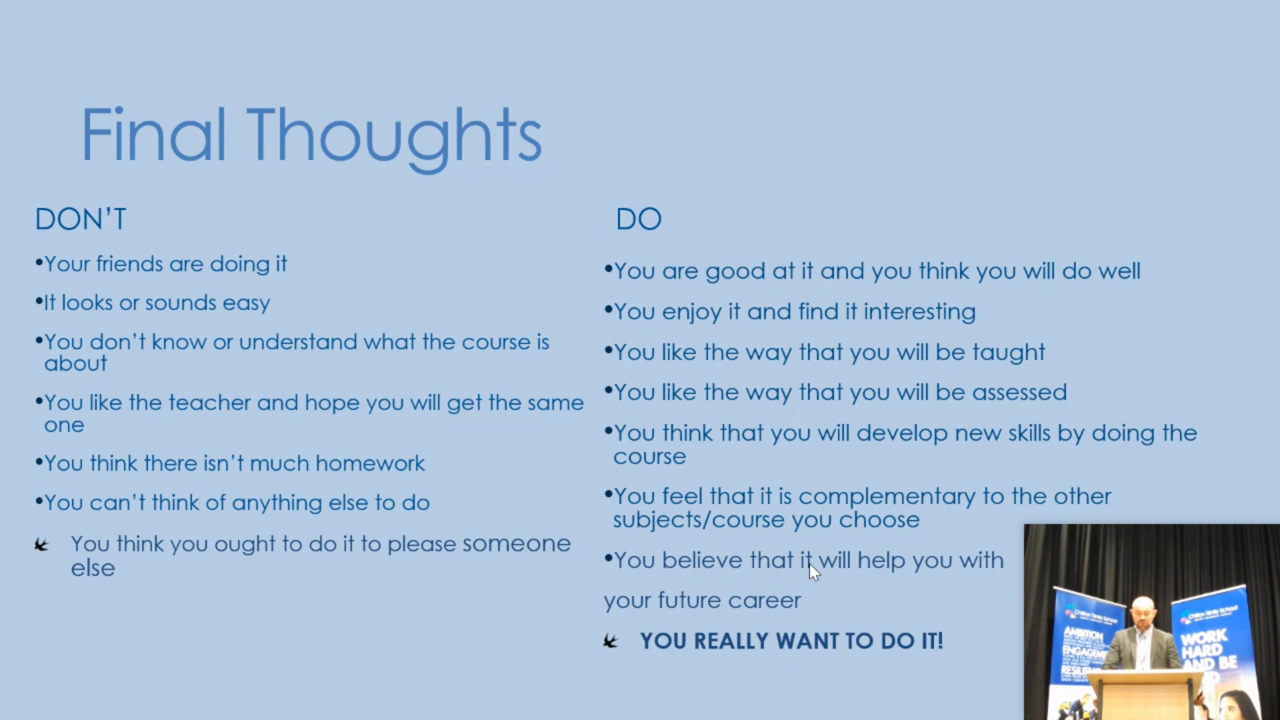 Final Thoughts
DON'T
•Your friends are doing it
•It looks or sounds easy
•You don't know or understand what the course is
about
•You like the teacher and hope you will get the same
one
•You think there isn't much homework
•You can't think of anything else to do
You think you ought to do it to please someone
else
DO
•You are good at it and you think you will do well
•You enjoy it and find it interesting
•You like the way that you will be taught
•You like the way that you will be assessed
•You think that you will develop new skills by doing the
course
•You feel that it is complementary to the other
subjects/course you choose
•You believe that it will help you with
your future career
YOU REALLY WANT TO DO IT!
AMBITION
WORK
HARD
AND BE